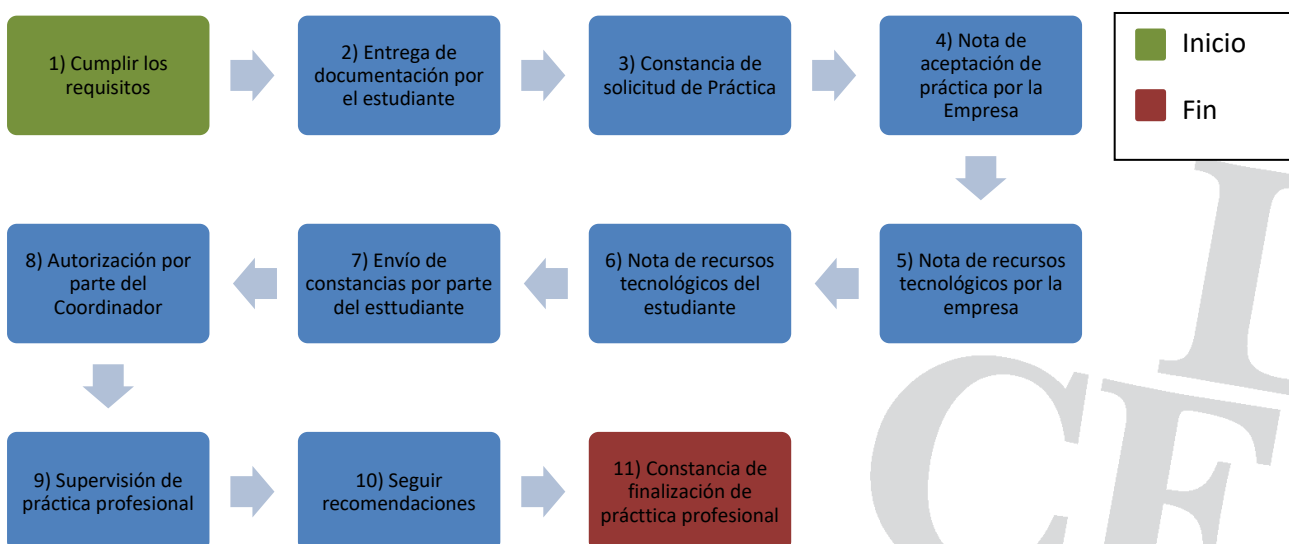 1) Cumplir los
requisitos
2) Entrega de
documentación por
el estudiante
3) Constancia de
solicitud de Práctica
4) Nota de
aceptación de
práctica por la
Empresa
Inicio
Fin
8) Autorización por
parte del
Coordinador
7) Envío de
constancias por parte
del esttudiante
6) Nota de recursos
tecnológicos del
estudiante
5) Nota de recursos
tecnológicos por la
empresa
9) Supervisión de
práctica profesional
10) Seguir
recomendaciones
11) Constancia de
finalización de
prácttica profesional
I
CE